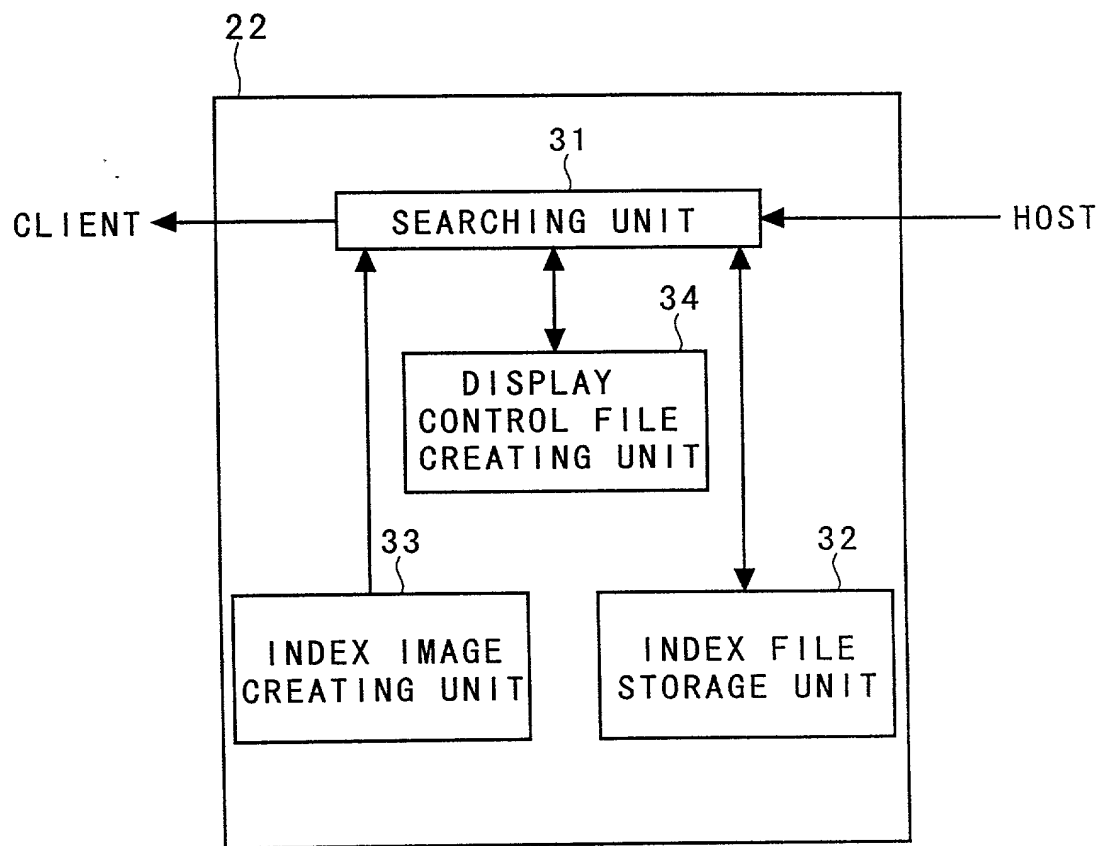 22
31
CLIENT
SEARCHING UNIT
HOST
34
DISPLAY
CONTROL FILE
CREATING UNIT
33
32
INDEX IMAGE
CREATING UNIT
INDEX FILE
STORAGE UNIT